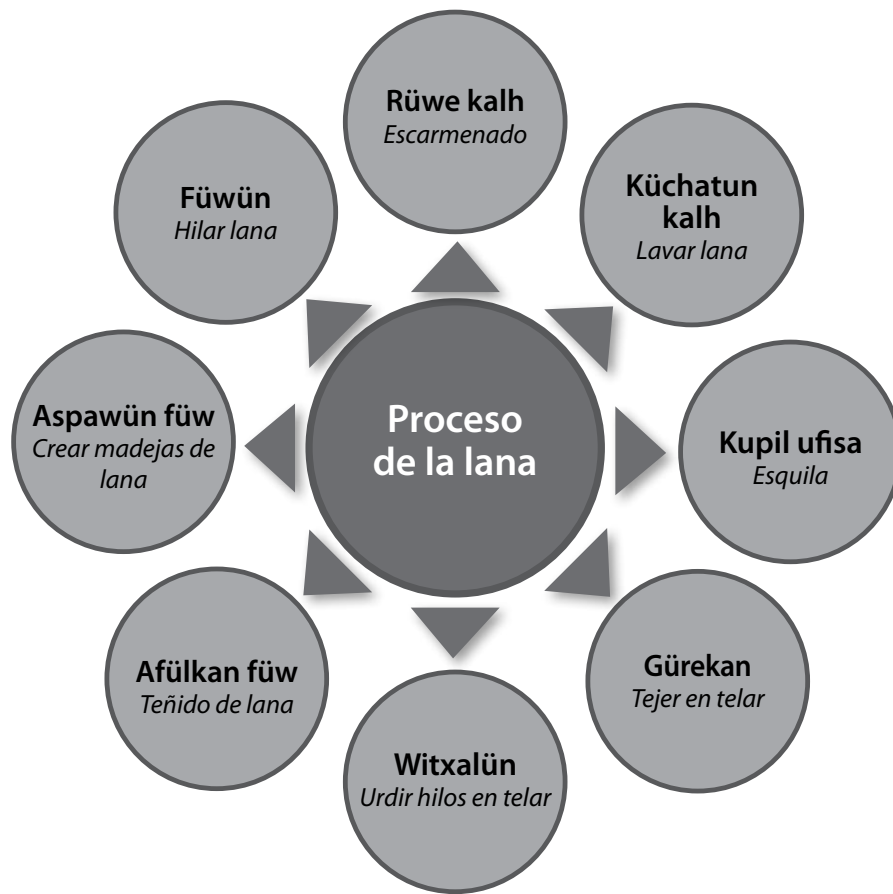 Rüwe kalh
Escarmenado
Küchatun
kalh
Lavar lana
Füwün
Hilar lana
Aspawün füw
Crear madejas de
lana
Proceso
de la lana
Kupil ufisa
Esquila
Afülkan füw
Teñido de lana
Gürekan
Tejer en telar
Witxalün
Urdir hilos en telar